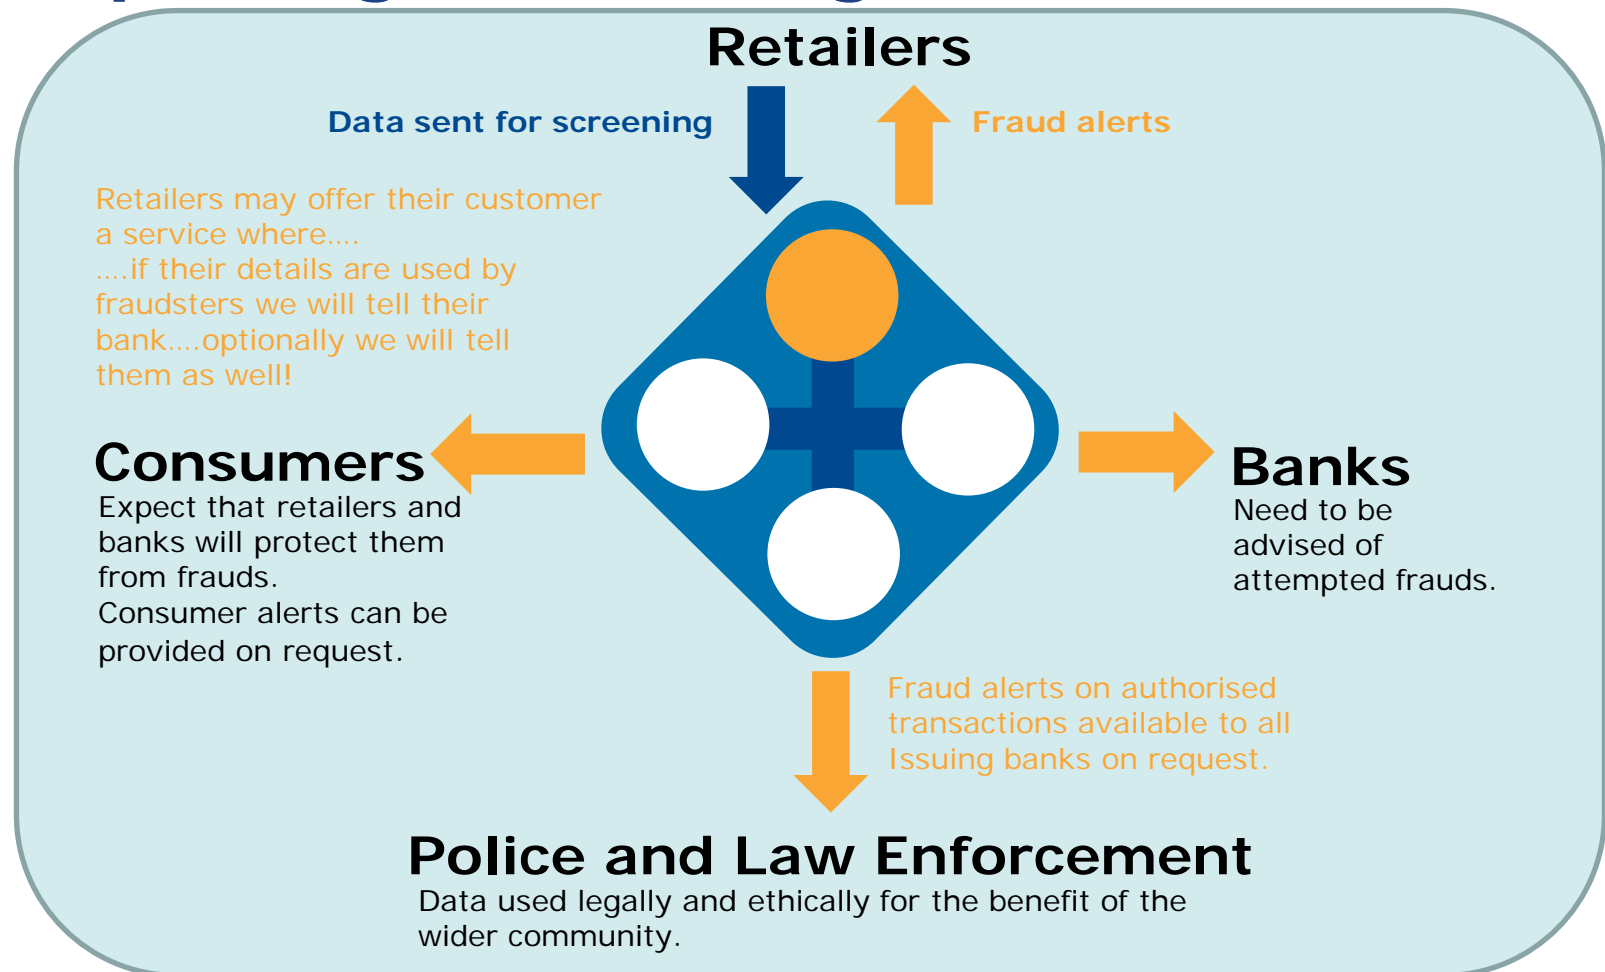 Retailers
Data sent for screening
Fraud alerts
Retailers may offer their customer
a service where....
....if their details are used by
fraudsters we will tell their
bank....optionally we will tell
them as well!
Consumers
Expect that retailers and
banks will protect them
from frauds.
Consumer alerts can be
provided on request.
Banks
Need to be
advised of
attempted frauds.
Fraud alerts on authorised
transactions available to all
Issuing banks on request.
Police and Law Enforcement
Data used legally and ethically for the benefit of the
wider community.